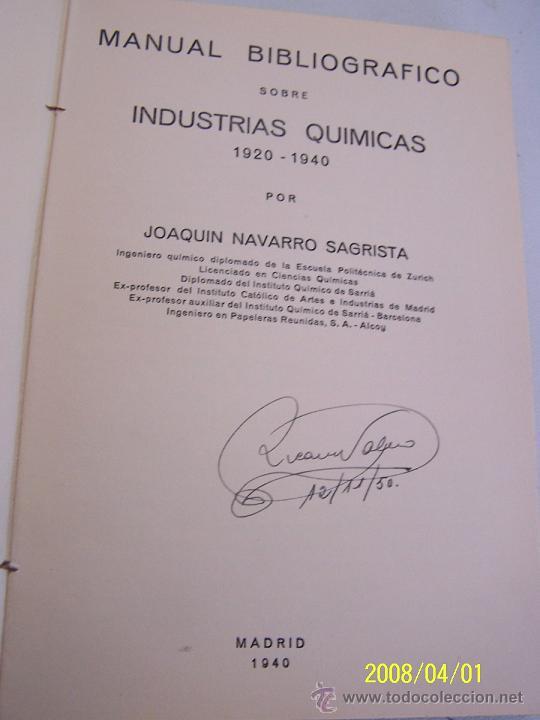 MANUAL BIBLIOGRAFICO
SOBRE
INDUSTRIAS QUIMICAS
1920 - 1940
POR
JOAQUIN NAVARRO SAGRISTA
Ingeniero químico diplomado de la Escuela Politécnica de Zurich
Licenciado en Ciencias Químicas
Diplomado del Instituto Químico de Sarriá
Ex-profesor del Instituto Católico de Artes e Industrias de Madrid
Ex-profesor auxiliar del Instituto Químico de Sarriá - Barcelona
Ingeniero en Papeleras Reunidas, S. A. - Alcoy
12/11/50.
MADRID
1940
2008/04/01
www.todocoleccion.net